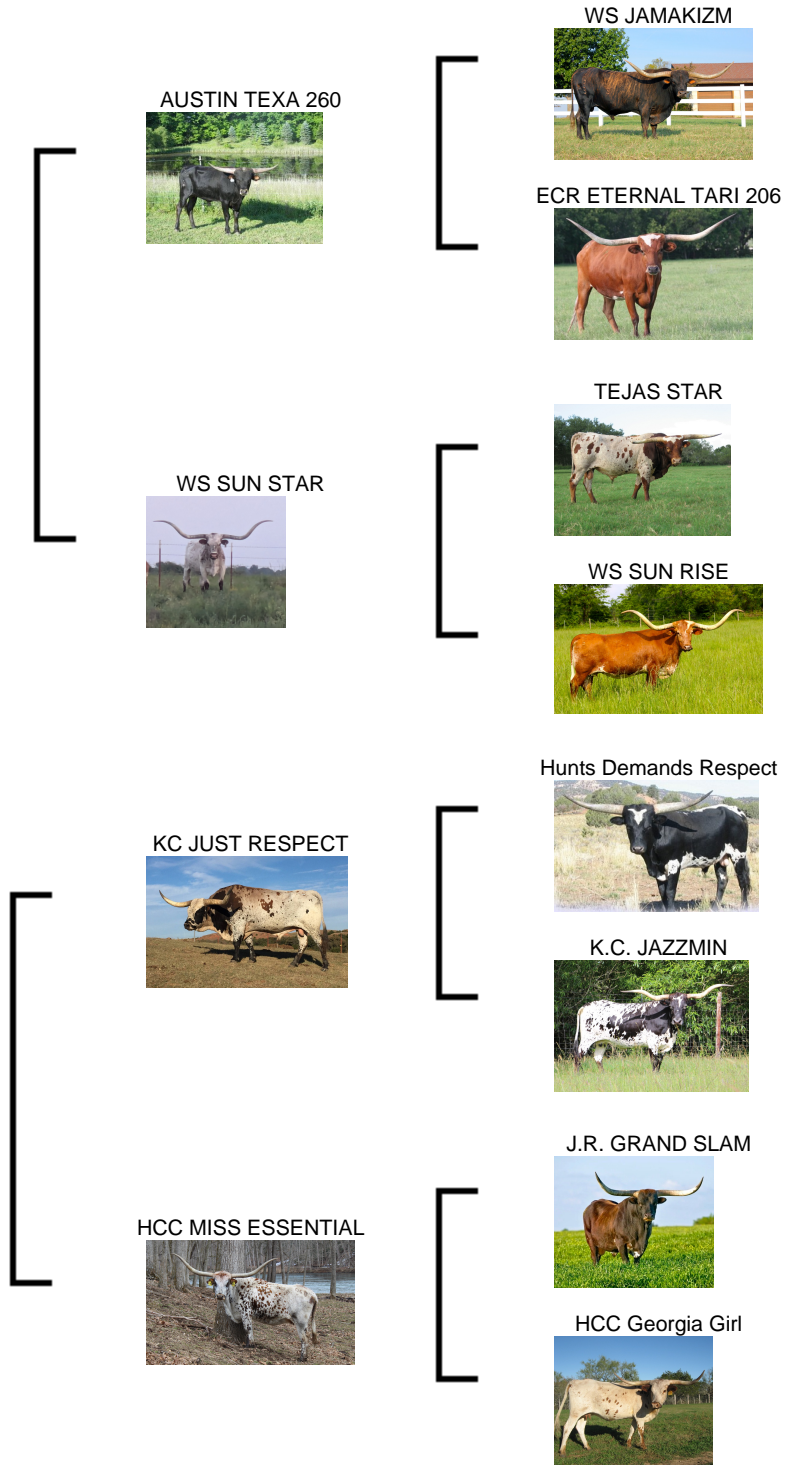 WS JAMAKIZM
AUSTIN TEXA 260
ECR ETERNAL TARI 206
TEJAS STAR
WS SUN STAR
WS SUN RISE
Hunts Demands Respect
KC JUST RESPECT
K.C. JAZZMIN
J.R. GRAND SLAM
HCC MISS ESSENTIAL
HCC Georgia Girl